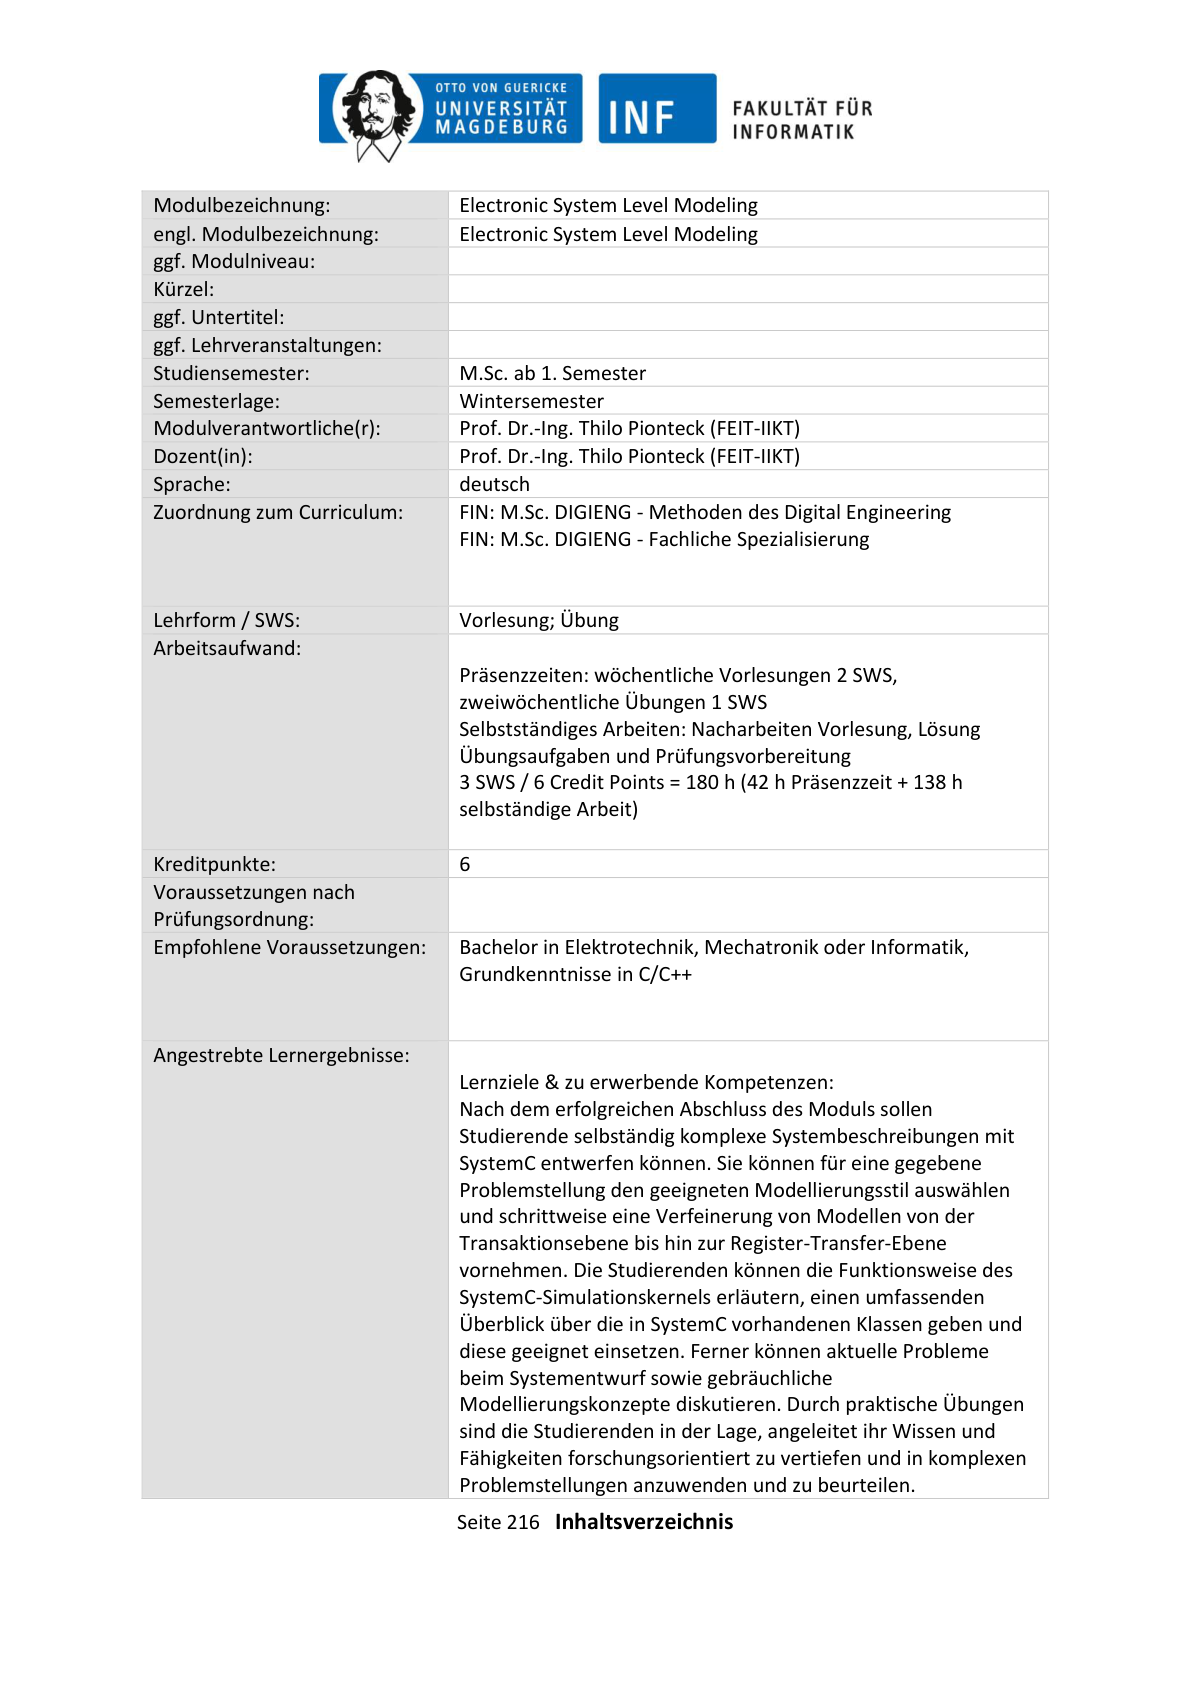 OTTO VON GUERICKE
UNIVERSITÄT
MAGDEBURG
INF
FAKULTÄT FÜR
INFORMATIK
Modulbezeichnung: Electronic System Level Modeling
engl. Modulbezeichnung: Electronic System Level Modeling
ggf. Modulniveau:
Kürzel:
ggf. Untertitel:
ggf. Lehrveranstaltungen:
Studiensemester: M.Sc. ab 1. Semester
Semesterlage: Wintersemester
Modulverantwortliche(r): Prof. Dr.-Ing. Thilo Pionteck (FEIT-IIKT)
Dozent(in): Prof. Dr.-Ing. Thilo Pionteck (FEIT-IIKT)
Sprache: deutsch
Zuordnung zum Curriculum: FIN: M.Sc. DIGIENG - Methoden des Digital Engineering
FIN: M.Sc. DIGIENG - Fachliche Spezialisierung
Lehrform / SWS: Vorlesung; Übung
Arbeitsaufwand:
Präsenzzeiten: wöchentliche Vorlesungen 2 SWS,
zweiwöchentliche Übungen 1 SWS
Selbstständiges Arbeiten: Nacharbeiten Vorlesung, Lösung
Übungsaufgaben und Prüfungsvorbereitung
3 SWS / 6 Credit Points = 180 h (42 h Präsenzzeit + 138 h
selbständige Arbeit)
Kreditpunkte: 6
Voraussetzungen nach
Prüfungsordnung:
Empfohlene Voraussetzungen: Bachelor in Elektrotechnik, Mechatronik oder Informatik,
Grundkenntnisse in C/C++
Angestrebte Lernergebnisse:
Lernziele & zu erwerbende Kompetenzen:
Nach dem erfolgreichen Abschluss des Moduls sollen
Studierende selbständig komplexe Systembeschreibungen mit
SystemC entwerfen können. Sie können für eine gegebene
Problemstellung den geeigneten Modellierungsstil auswählen
und schrittweise eine Verfeinerung von Modellen von der
Transaktionsebene bis hin zur Register-Transfer-Ebene
vornehmen. Die Studierenden können die Funktionsweise des
SystemC-Simulationskernels erläutern, einen umfassenden
Überblick über die in SystemC vorhandenen Klassen geben und
diese geeignet einsetzen. Ferner können aktuelle Probleme
beim Systementwurf sowie gebräuchliche
Modellierungskonzepte diskutieren. Durch praktische Übungen
sind die Studierenden in der Lage, angeleitet ihr Wissen und
Fähigkeiten forschungsorientiert zu vertiefen und in komplexen
Problemstellungen anzuwenden und zu beurteilen.
Seite 216 Inhaltsverzeichnis